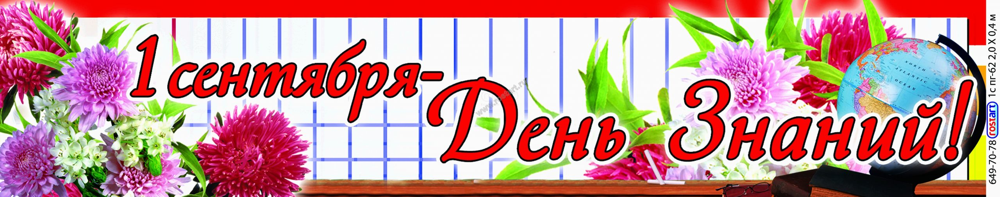 1 сентября-
День Знаний!
NORTH
ATLANTIC
OCEAN
www.rostart.ru
649-70-78 rostart 1с пг-62 2,0 X 0,4 м